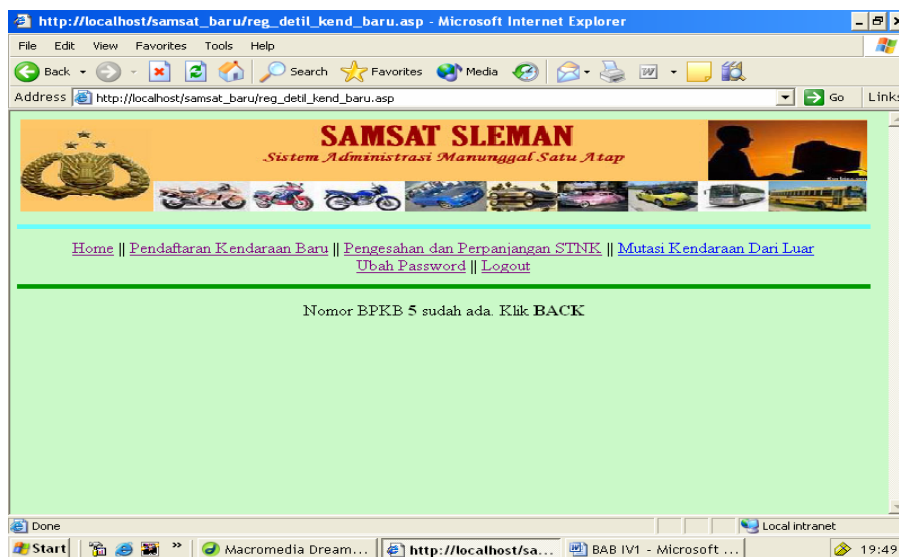 http://localhost/samsat_baru/reg_detil_kend_baru.asp - Microsoft Internet Explorer
File Edit View Favorites Tools Help
Back Search Favorites Media
Address http://localhost/samsat_baru/reg_detil_kend_baru.asp Go Links
SAMSAT SLEMAN
Sistem Administrasi Manunggal Satu Atap
Home || Pendaftaran Kendaraan Baru || Pengesahan dan Perpanjangan STNK || Mutasi Kendaraan Dari Luar
Ubah Password || Logout
Nomor BPKB 5 sudah ada. Klik BACK
Done Local intranet
Start » Macromedia Dream... http://localhost/sa... BAB IV1 - Microsoft ... 19:49